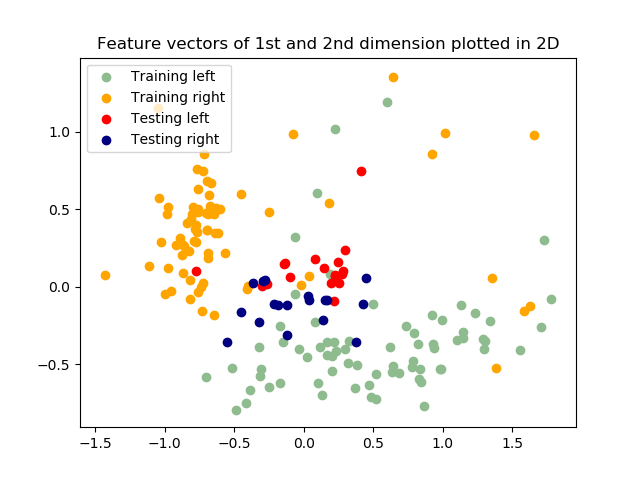 Feature vectors of 1st and 2nd dimension plotted in 2D
Training left
Training right
Testing left
Testing right
1.0
0.5
0.0
−0.5
−1.5 −1.0 −0.5 0.0 0.5 1.0 1.5